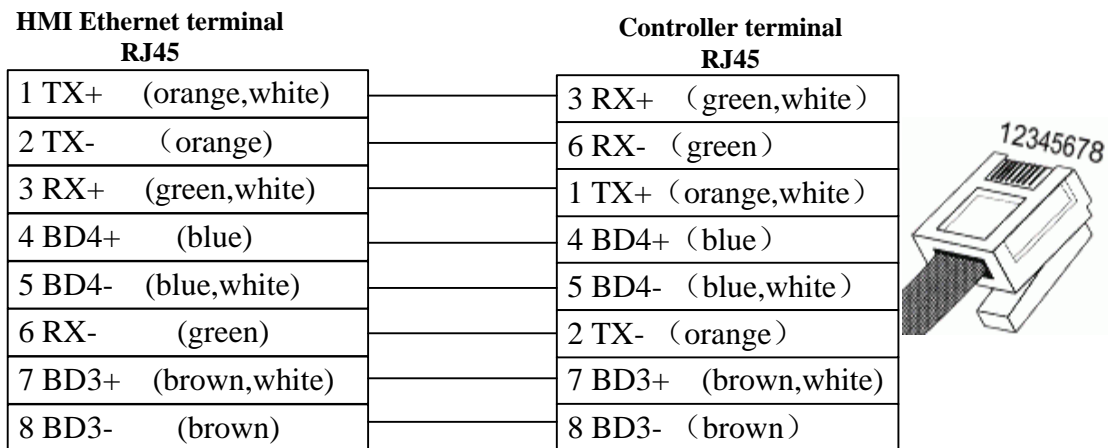 HMI Ethernet terminal
RJ45
1 TX+ (orange,white)
2 TX- （orange)
3 RX+ (green,white)
4 BD4+ (blue)
5 BD4- (blue,white)
6 RX- (green)
7 BD3+ (brown,white)
8 BD3- (brown)
Controller terminal
RJ45
3 RX+ （green,white）
6 RX- （green）
1 TX+（orange,white）
4 BD4+（blue）
5 BD4- （blue,white）
2 TX- （orange）
7 BD3+ (brown,white)
8 BD3- （brown）
12345678